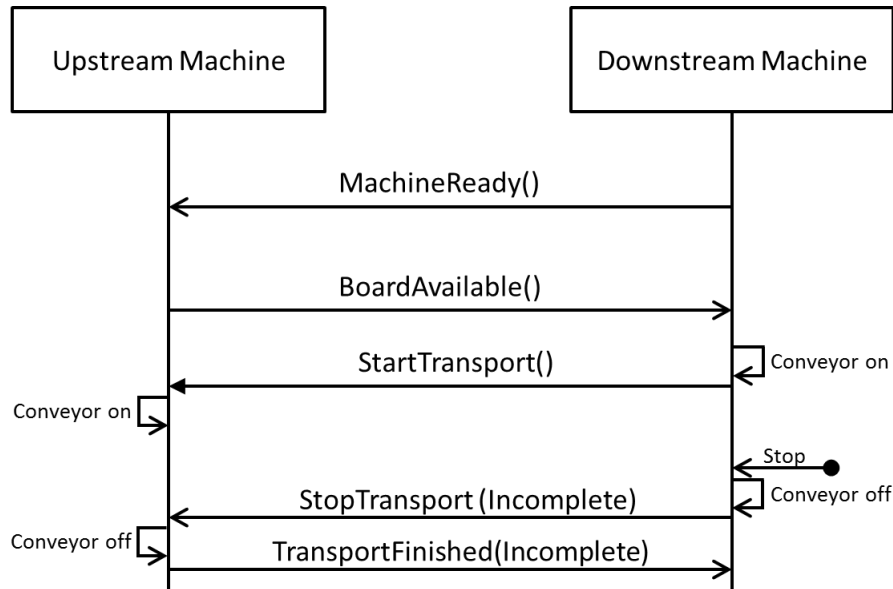 Upstream Machine
Downstream Machine
MachineReady()
BoardAvailable()
StartTransport()
Conveyor on
Conveyor on
Stop
StopTransport (Incomplete)
Conveyor off
Conveyor off
TransportFinished(Incomplete)